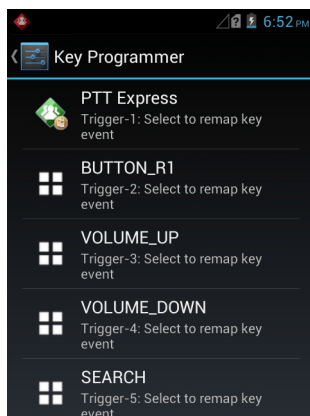 6:52 PM
Key Programmer
PTT Express
Trigger-1: Select to remap key
event
BUTTON_R1
Trigger-2: Select to remap key
event
VOLUME_UP
Trigger-3: Select to remap key
event
VOLUME_DOWN
Trigger-4: Select to remap key
event
SEARCH
Trigger-5: Select to remap key
event